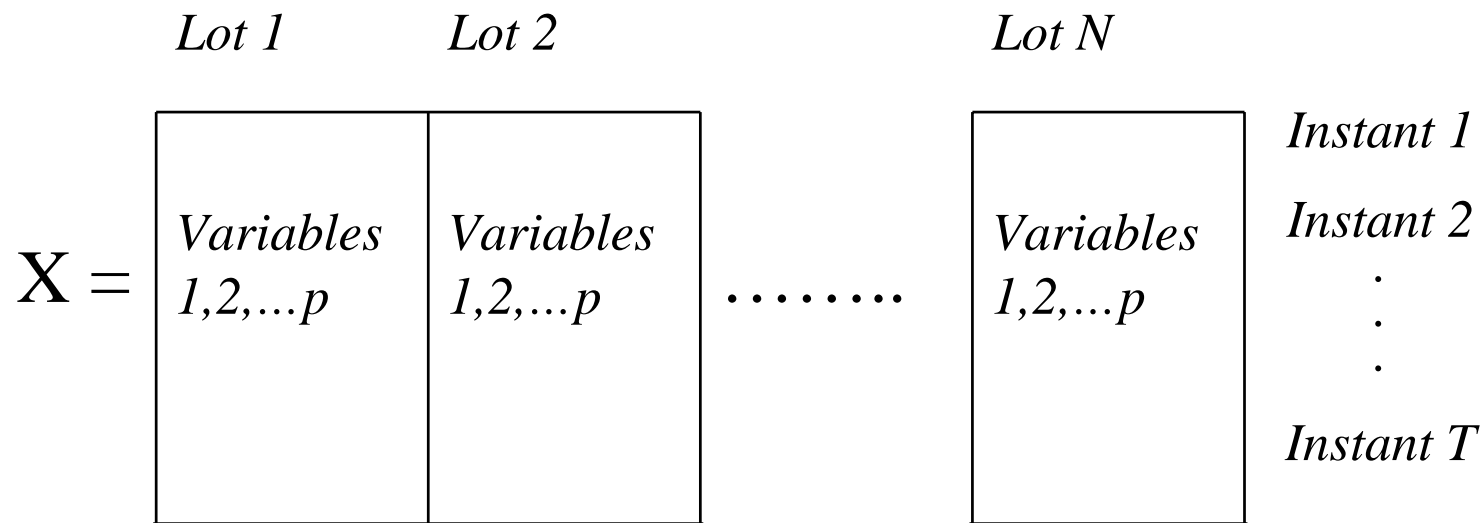 Lot 1 Lot 2 Lot N
Instant 1
Instant 2
.
.
.
Instant T
X =
Variables
1,2,...p
Variables
1,2,...p
........
Variables
1,2,...p